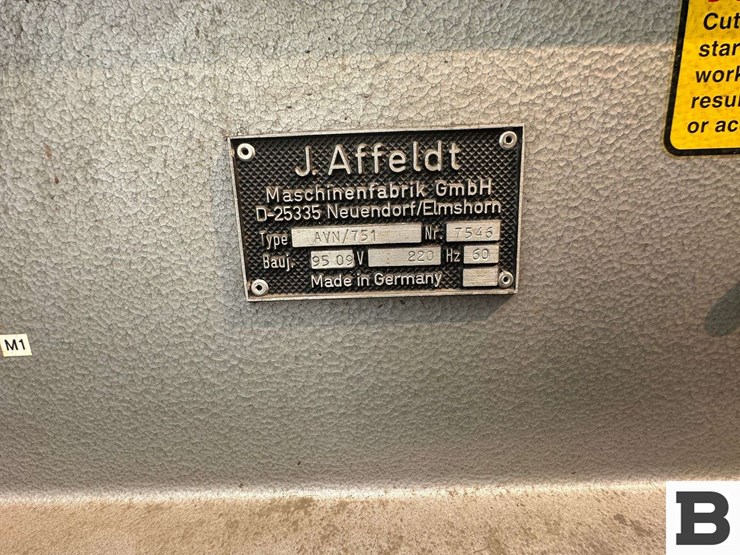 J. Affeldt
Maschinenfabrik GmbH
D-25335 Neuendorf/Elmshorn
Type AVN/751 Nr. 7546
Bauj. 95 09 V 220 Hz 60
Made in Germany
M1
Cut
star
work
resul
or ac
B